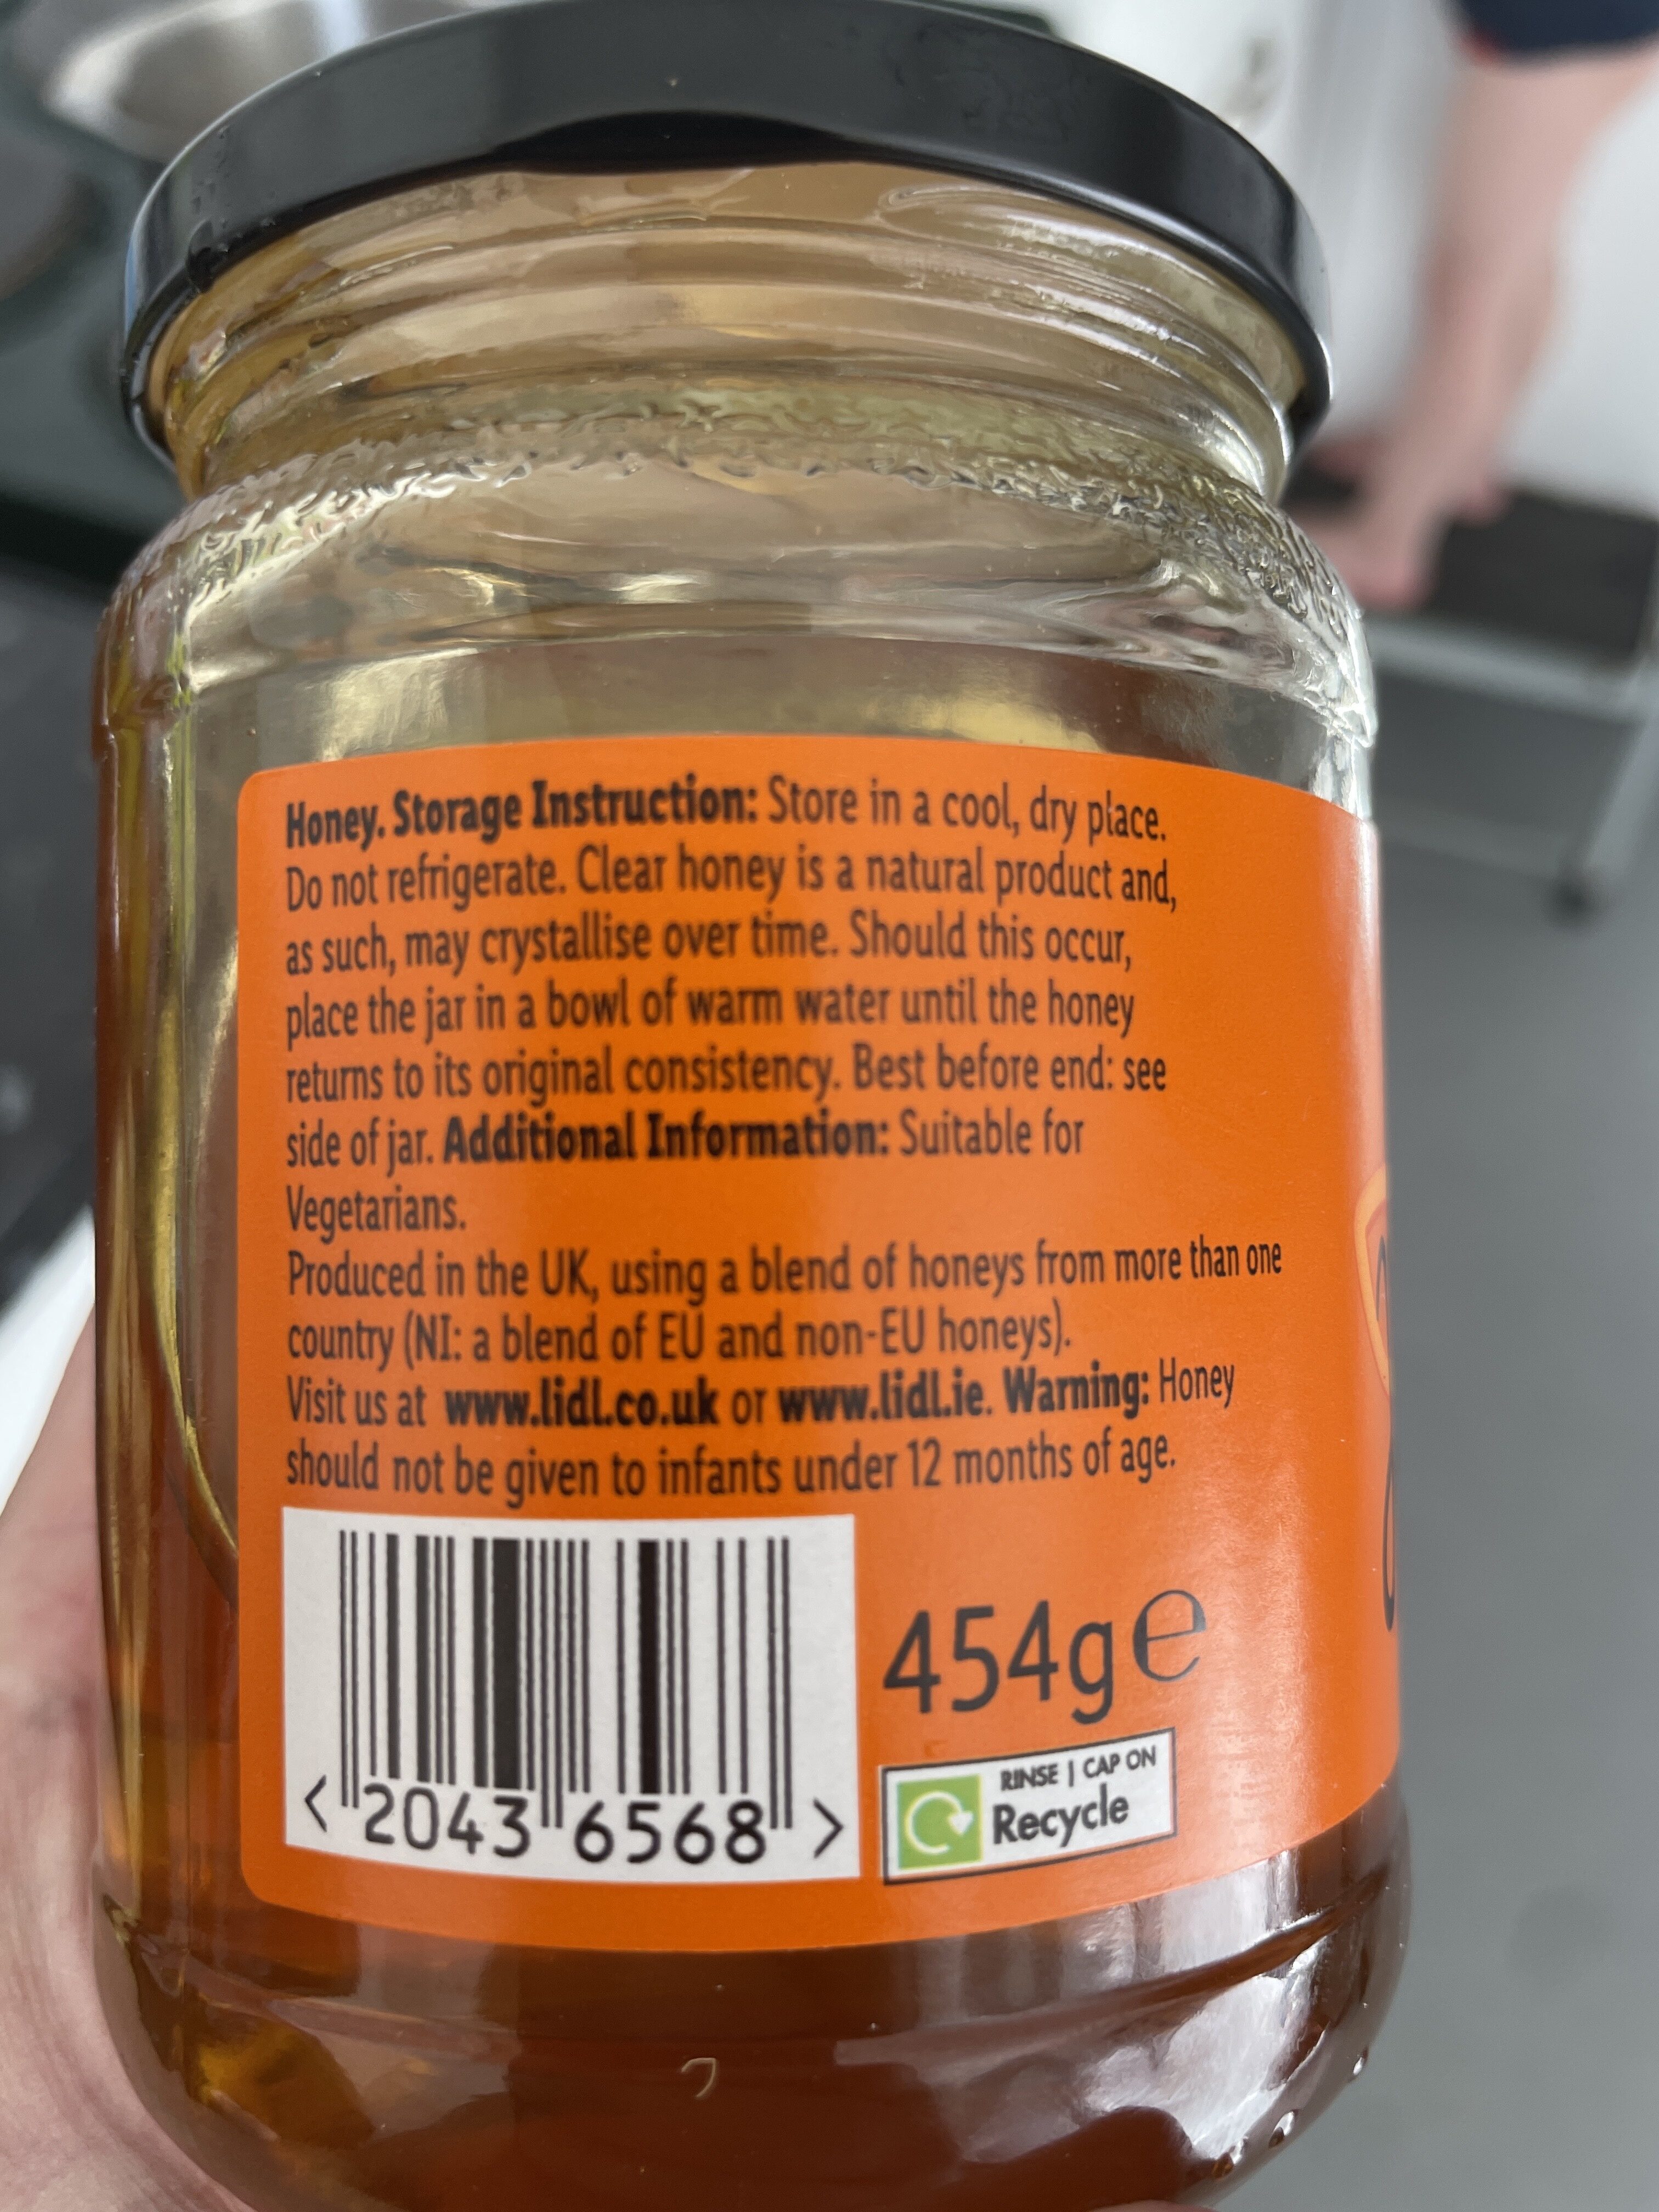 Honey. Storage Instruction: Store in a cool, dry place.
Do not refrigerate. Clear honey is a natural product and,
as such, may crystallise over time. Should this occur,
place the jar in a bowl of warm water until the honey
returns to its original consistency. Best before end: see
side of jar. Additional Information: Suitable for
Vegetarians.
Produced in the UK, using a blend of honeys from more than one
country (NI: a blend of EU and non-EU honeys).
Visit us at www.lidl.co.uk or www.lidl.ie. Warning: Honey
should not be given to infants under 12 months of age.
454g℮
RINSE | CAP ON
Recycle
< 2043 6568 >